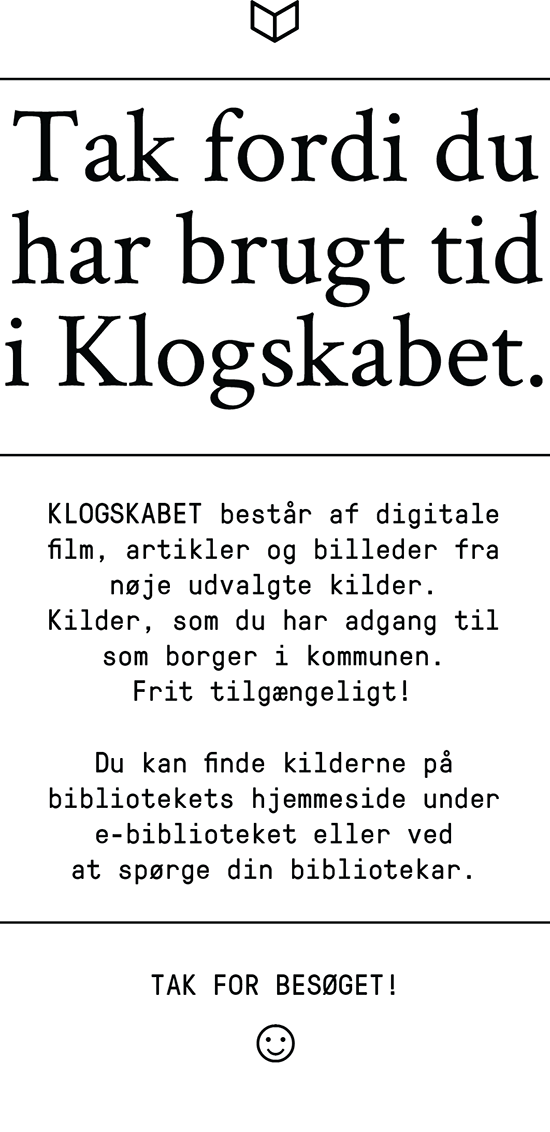 Tak fordi du
har brugt tid
i Klogskabet.
KLOGSKABET består af digitale
film, artikler og billeder fra
nøje udvalgte kilder.
Kilder, som du har adgang til
som borger i kommunen.
Frit tilgængeligt!
Du kan finde kilderne på
bibliotekets hjemmeside under
e-biblioteket eller ved
at spørge din bibliotekar.
TAK FOR BESØGET!